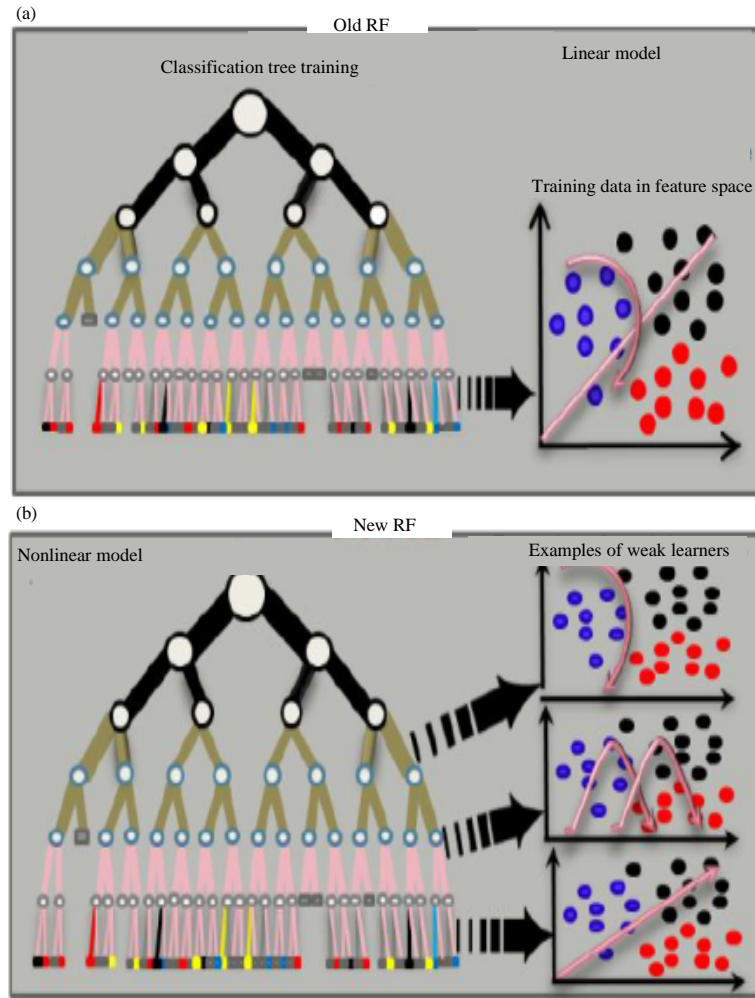 (a)
Old RF
Classification tree training
Linear model
Training data in feature space
(b)
New RF
Nonlinear model
Examples of weak learners